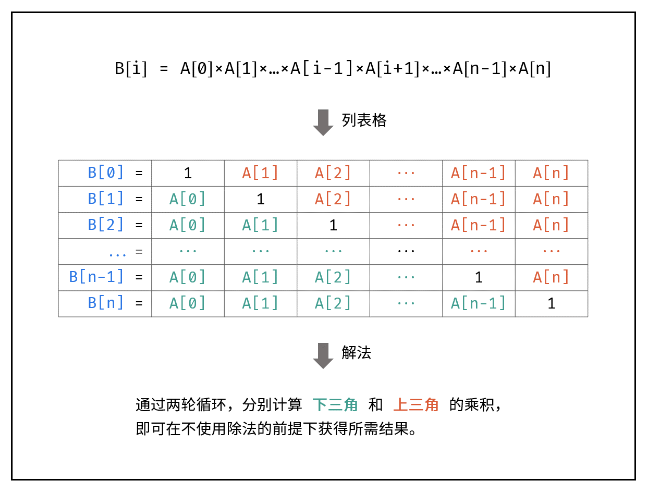 B[i] = A[0]×A[1]×…×A[i-1]×A[i+1]×…×A[n-1]×A[n]
列表格
B[0] = 1 A[1] A[2] ... A[n-1] A[n]
B[1] = A[0] 1 A[2] ... A[n-1] A[n]
B[2] = A[0] A[1] 1 ... A[n-1] A[n]
... = ... ... ... ... ... ...
B[n-1] = A[0] A[1] A[2] ... 1 A[n]
B[n] = A[0] A[1] A[2] ... A[n-1] 1
解法
通过两轮循环，分别计算 下三角 和 上三角 的乘积，
即可在不使用除法的前提下获得所需结果。